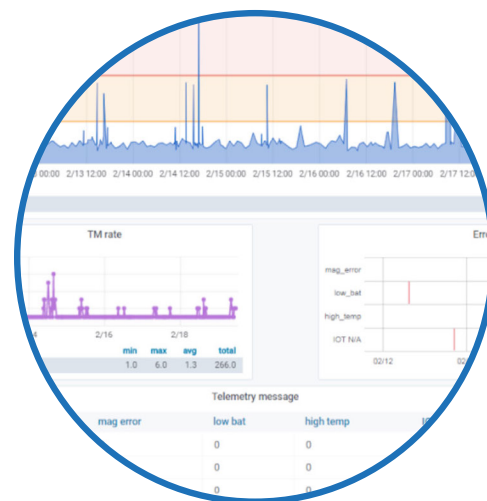 00:00 2/13 12:00 2/14 00:00 2/14 12:00 2/15 00:00 2/15 12:00 2/16 00:00 2/16 12:00 2/17 00:00 2/17 12:00
TM rate
mag_error
low_bat
high_temp
IOT N/A
2/16 2/18
02/12
min max avg total
1.0 6.0 1.3 266.0
Telemetry message
mag error low bat high temp
0 0
0 0
0 0